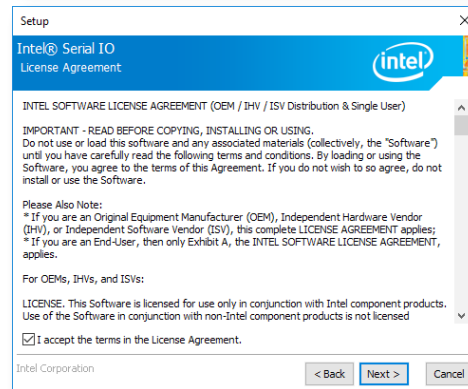 Setup
Intel® Serial IO
License Agreement
intel
INTEL SOFTWARE LICENSE AGREEMENT (OEM / IHV / ISV Distribution & Single User)
IMPORTANT - READ BEFORE COPYING, INSTALLING OR USING.
Do not use or load this software and any associated materials (collectively, the "Software")
until you have carefully read the following terms and conditions. By loading or using the
Software, you agree to the terms of this Agreement. If you do not wish to so agree, do not
install or use the Software.
Please Also Note:
* If you are an Original Equipment Manufacturer (OEM), Independent Hardware Vendor
(IHV), or Independent Software Vendor (ISV), this complete LICENSE AGREEMENT applies;
* If you are an End-User, then only Exhibit A, the INTEL SOFTWARE LICENSE AGREEMENT,
applies.
For OEMs, IHVs, and ISVs:
LICENSE. This Software is licensed for use only in conjunction with Intel component products.
Use of the Software in conjunction with non-Intel component products is not licensed
I accept the terms in the License Agreement.
Intel Corporation
< Back
Next >
Cancel